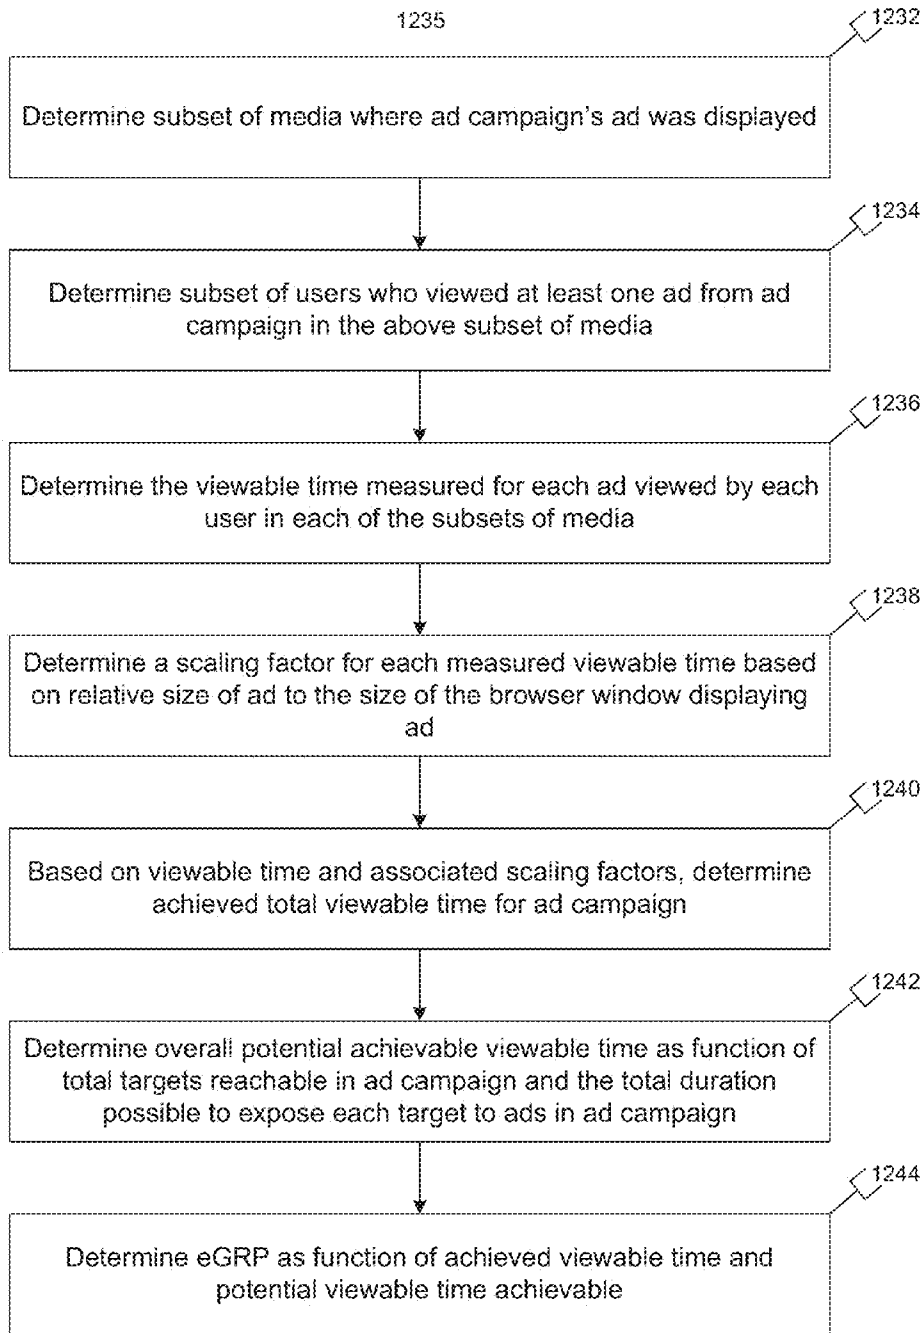 1235
1232
Determine subset of media where ad campaign's ad was displayed
1234
Determine subset of users who viewed at least one ad from ad
campaign in the above subset of media
1236
Determine the viewable time measured for each ad viewed by each
user in each of the subsets of media
1238
Determine a scaling factor for each measured viewable time based
on relative size of ad to the size of the browser window displaying
ad
1240
Based on viewable time and associated scaling factors, determine
achieved total viewable time for ad campaign
1242
Determine overall potential achievable viewable time as function of
total targets reachable in ad campaign and the total duration
possible to expose each target to ads in ad campaign
1244
Determine eGRP as function of achieved viewable time and
potential viewable time achievable